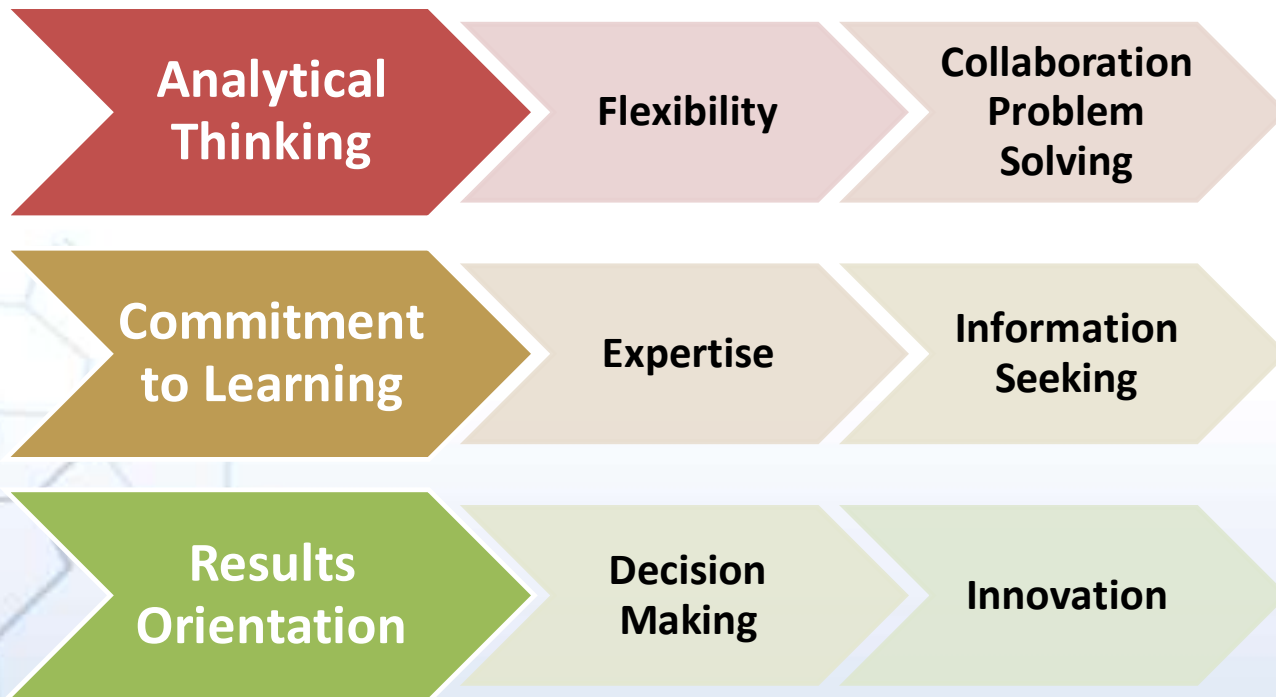 Analytical
Thinking
Flexibility
Collaboration
Problem
Solving
Commitment
to Learning
Expertise
Information
Seeking
Results
Orientation
Decision
Making
Innovation